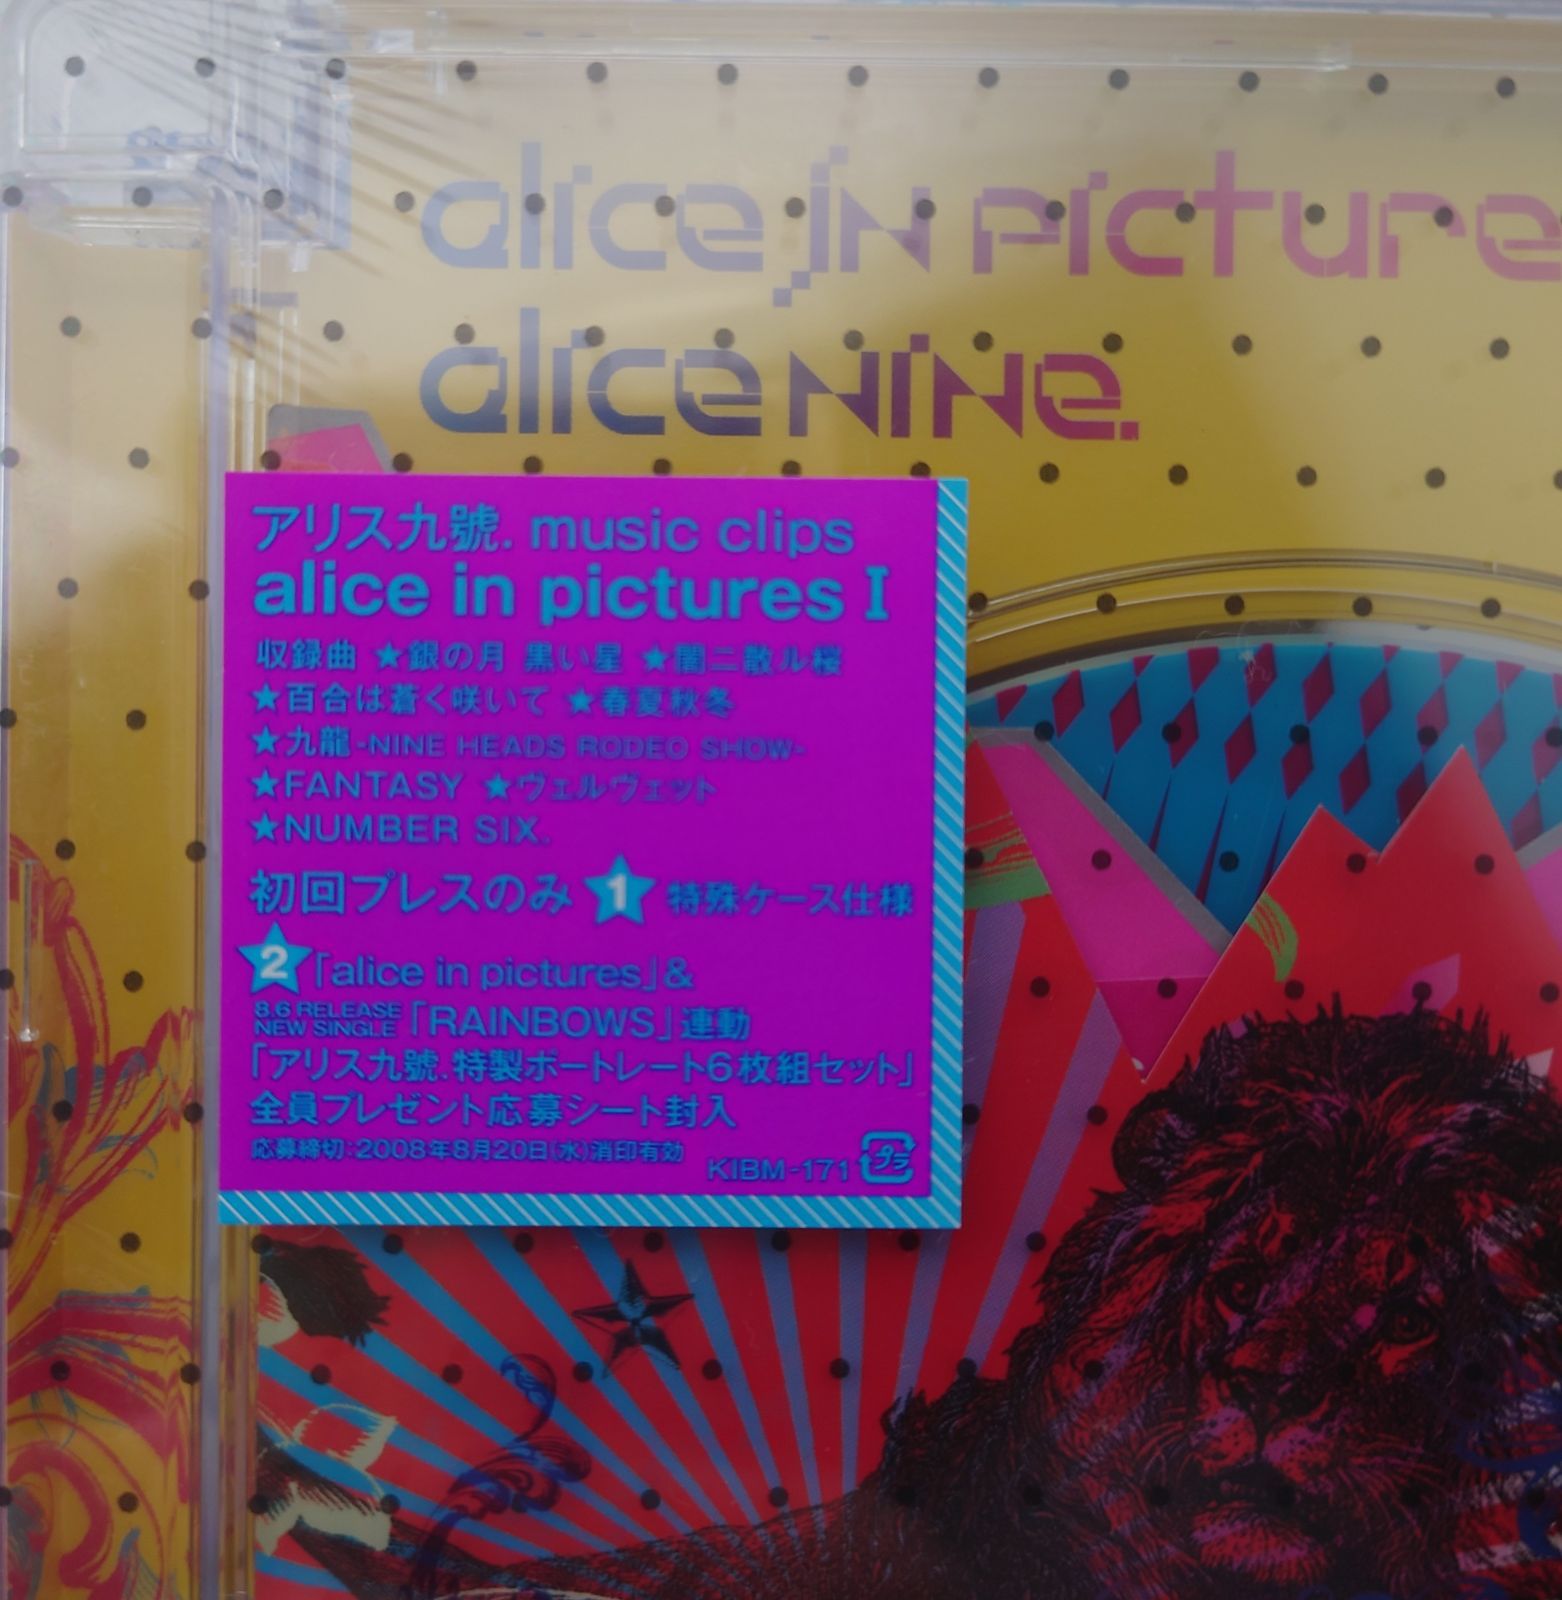 alice in picture
alice nine.
アリス九號. music clips
alice in pictures I
収録曲 ★銀の月 黒い星 ★闇ニ散ル桜
★百合は蒼く咲いて ★春夏秋冬
★九龍-NINE HEADS RODEO SHOW-
★FANTASY ★ヴェルヴェット
★NUMBER SIX.
初回プレスのみ 1 特殊ケース仕様
2 「alice in pictures」&
8.6 RELEASE
NEW SINGLE 「RAINBOWS」連動
「アリス九號.特製ポートレート6枚組セット」
全員プレゼント応募シート封入
応募締切:2008年8月20日(水)消印有効
KIBM-171 プラ